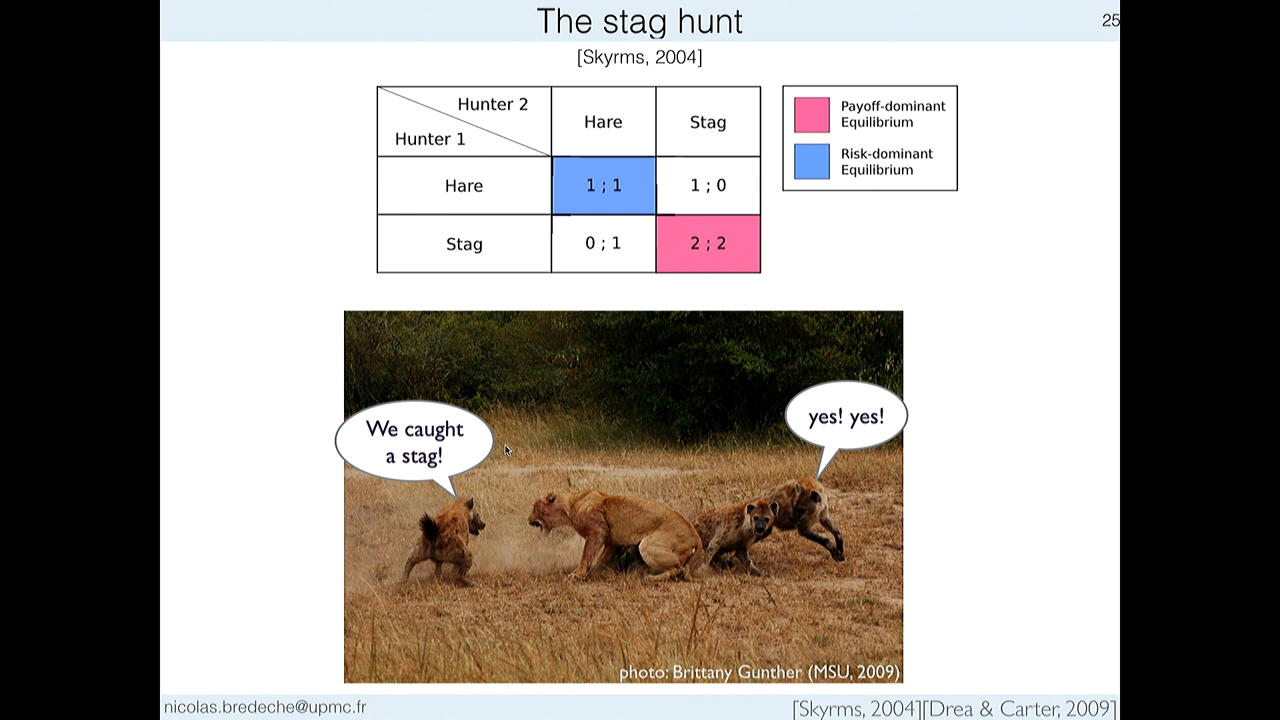 The stag hunt
25
[Skyrms, 2004]
Hunter 2
Hunter 1
Hare
Stag
Hare
1 ; 1
1 ; 0
Stag
0 ; 1
2 ; 2
Payoff-dominant
Equilibrium
Risk-dominant
Equilibrium
We caught
a stag!
yes! yes!
photo: Brittany Gunther (MSU, 2009)
nicolas.bredeche@upmc.fr
[Skyrms, 2004][Drea & Carter, 2009]